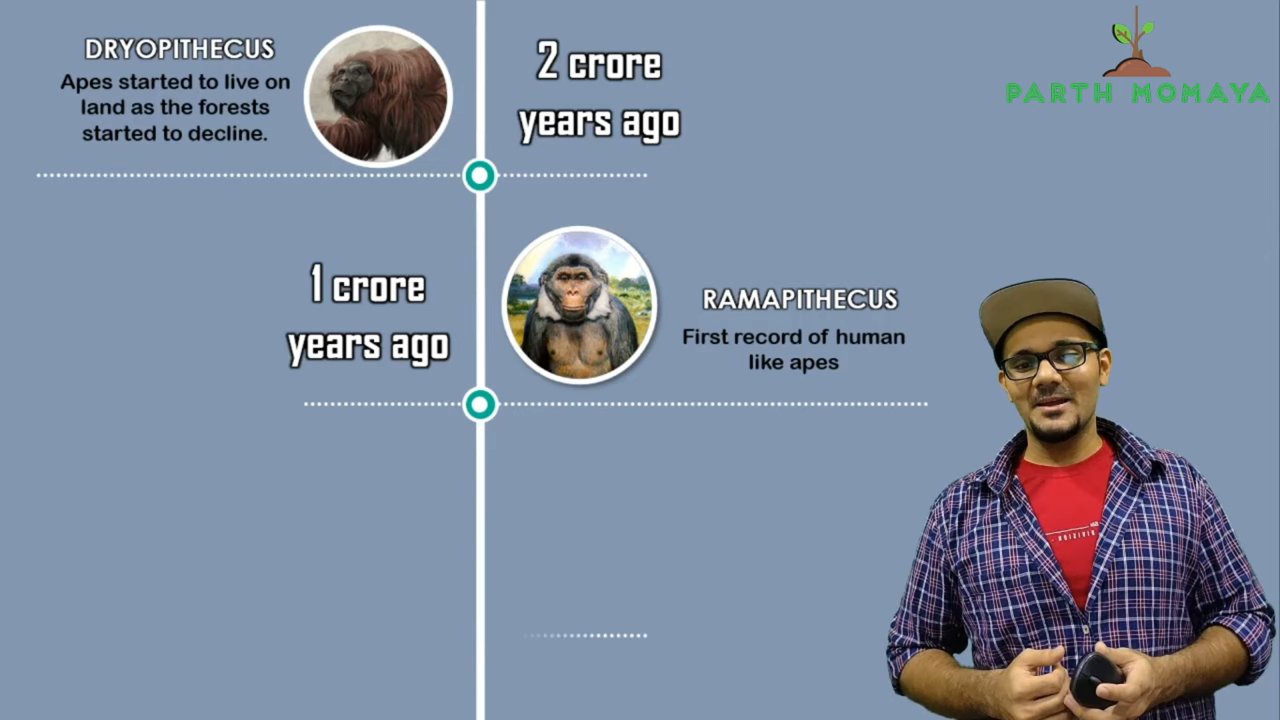 DRYOPITHECUS
Apes started to live on
land as the forests
started to decline.
2 crore
years ago
PARTH MOMAYA
1 crore
years ago
RAMAPITHECUS
First record of human
like apes